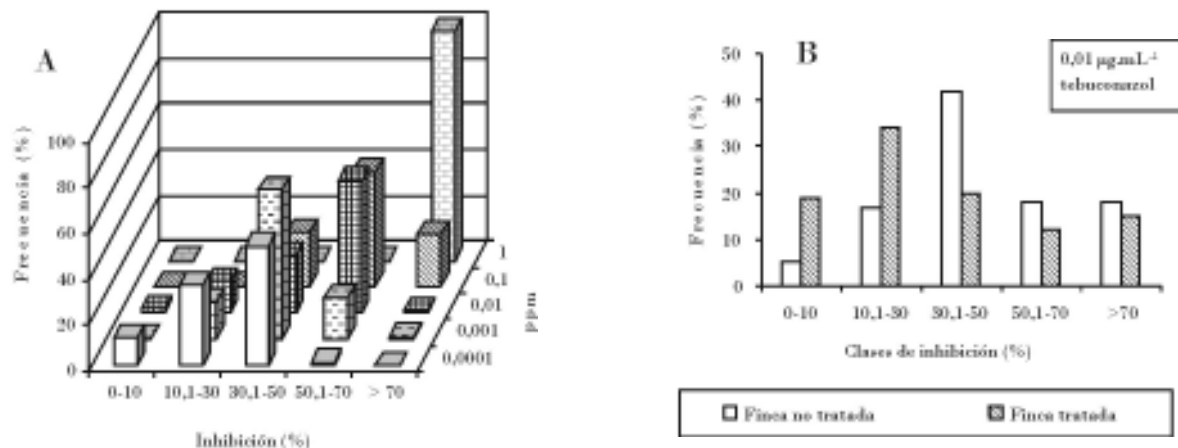 A
Frecuencia (%)
100
80
60
40
20
0
0-10 10,1-30 30,1-50 50,1-70 > 70
Inhibición (%)
1
0,1
0,01
0,001
0,0001
ppm
B
0,01 µg.mL⁻¹
tebuconazol
Frecuencia (%)
50
40
30
20
10
0
0-10 10,1-30 30,1-50 50,1-70 >70
Clases de inhibición (%)
Finca no tratada Finca tratada